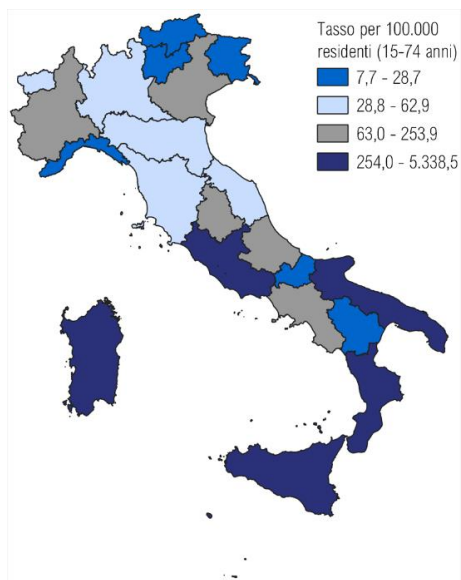 Tasso per 100.000
residenti (15-74 anni)
7,7 - 28,7
28,8 - 62,9
63,0 - 253,9
254,0 - 5.338,5